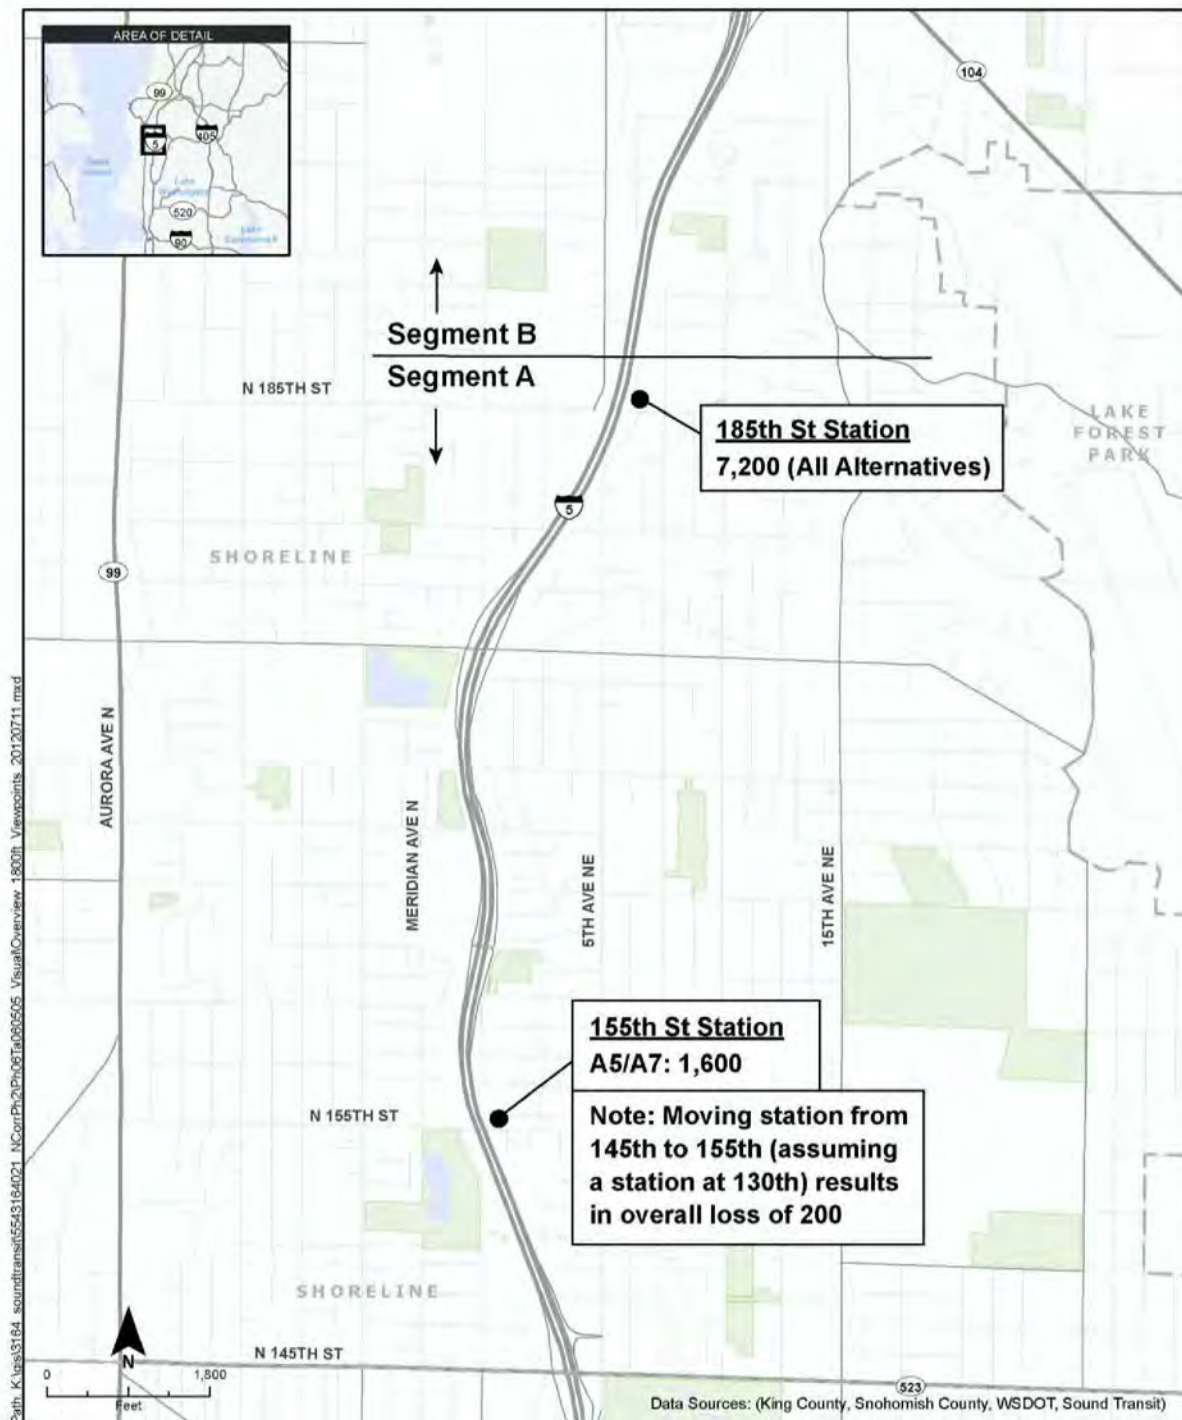 AREA OF DETAIL
99
405
5
Lake
520
90
104
Segment B
Segment A
N 185TH ST
185th St Station
7,200 (All Alternatives)
LAKE
FOREST
PARK
5
SHORELINE
99
AURORA AVE N
MERIDIAN AVE N
5TH AVE NE
15TH AVE NE
155th St Station
A5/A7: 1,600
N 155TH ST
Note: Moving station from
145th to 155th (assuming
a station at 130th) results
in overall loss of 200
SHORELINE
N
N 145TH ST
0 1,800
Feet
523
Data Sources: (King County, Snohomish County, WSDOT, Sound Transit)